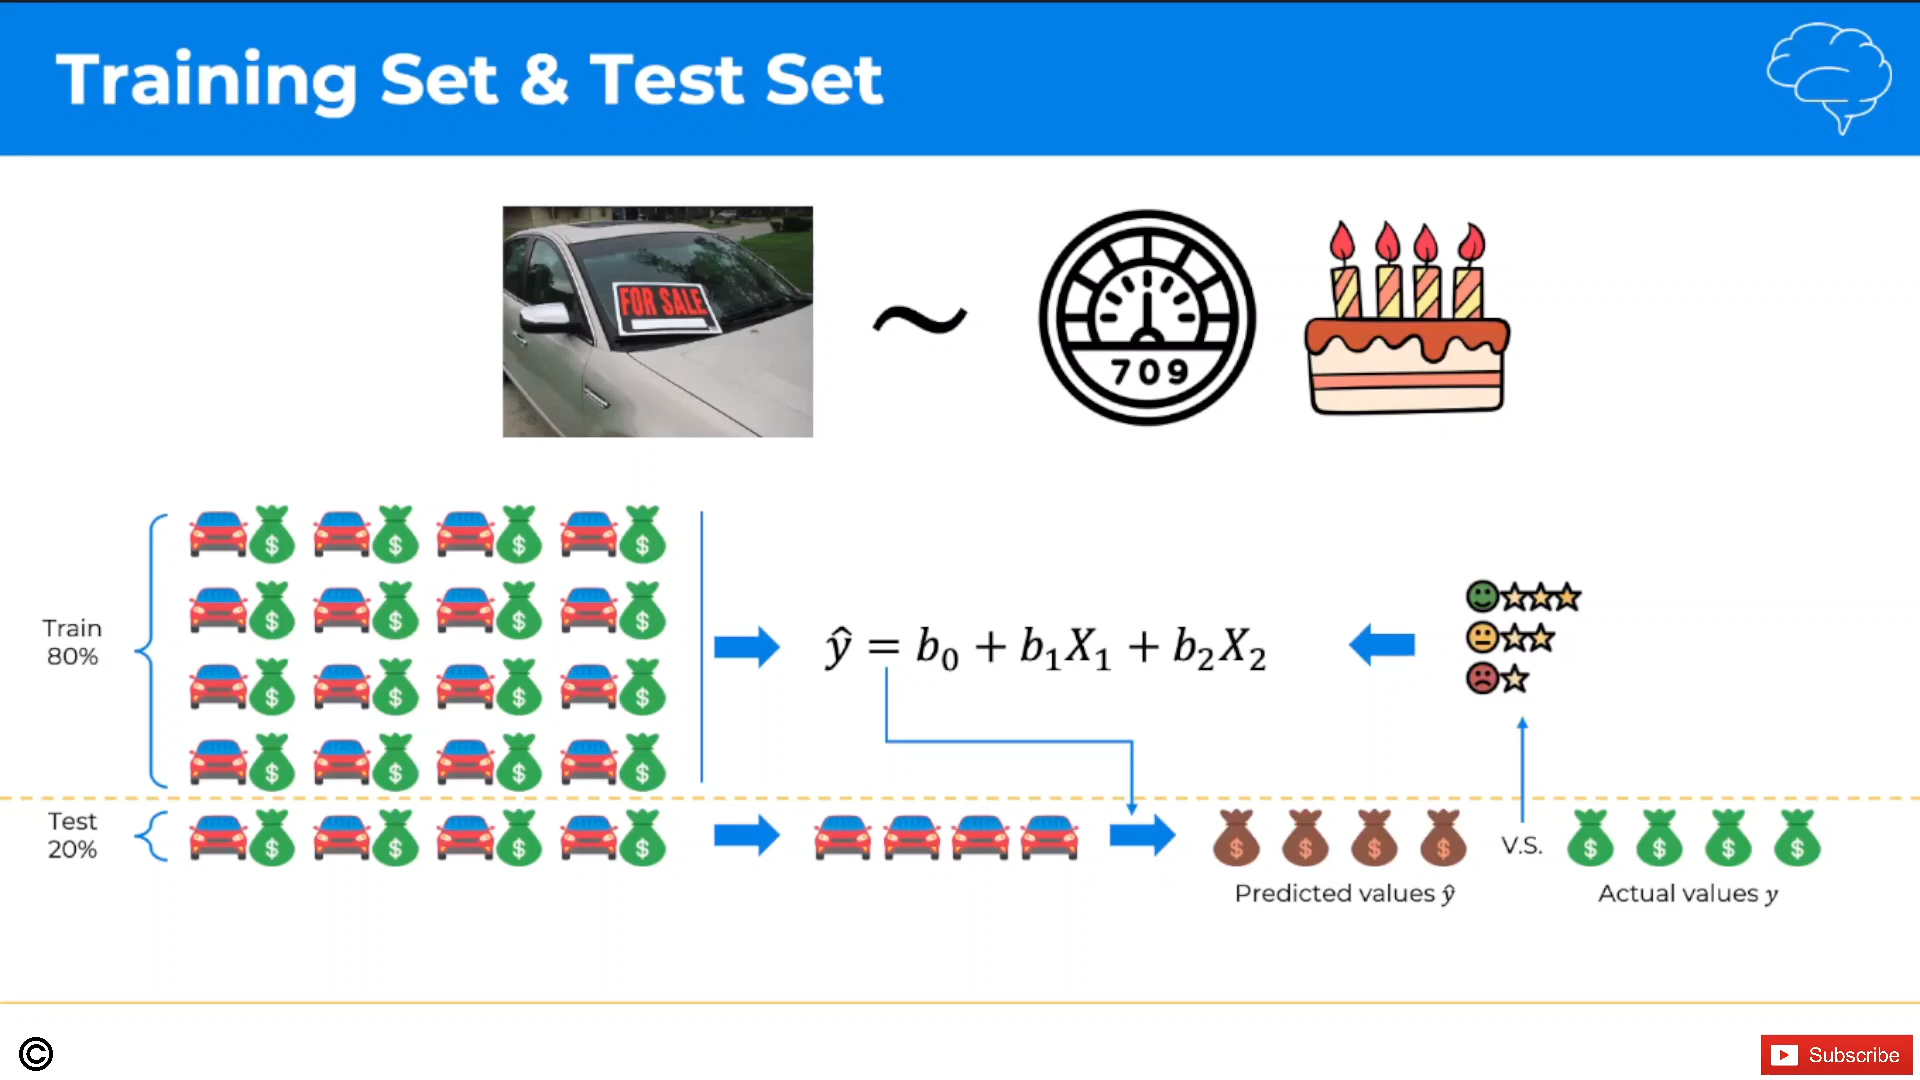 Training Set & Test Set
FOR SALE
~
709
Train
80%
ŷ = b₀ + b₁X₁ + b₂X₂
Test
20%
$ $ $ $
$ $ $ $
$ $ $ $
$ $ $ $
$ $ $ $
$ $ $ $
V.S.
$ $ $ $
Predicted values ŷ
Actual values y
©
Subscribe